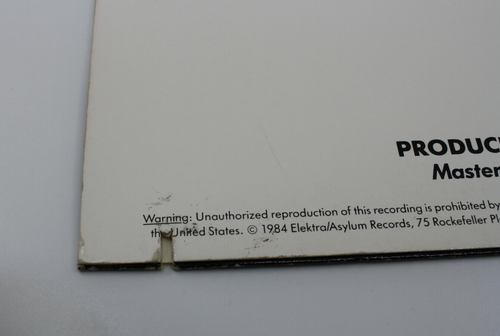 PRODUC
Master
Warning: Unauthorized reproduction of this recording is prohibited by
the United States. © 1984 Elektra/Asylum Records, 75 Rockefeller Pl